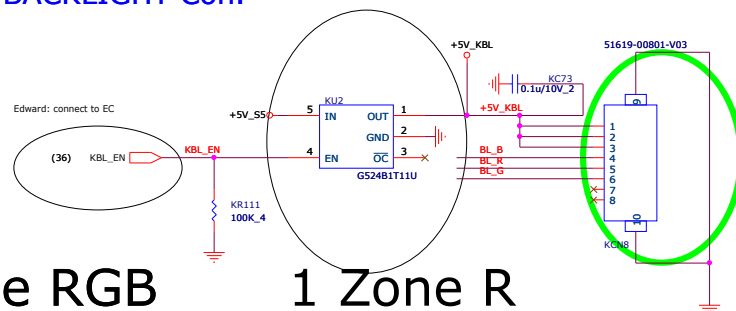 BACKLIGHT Con.
+5V_KBL
51619-00801-V03
KC73
0.1u/10V_2
Edward: connect to EC
+5V_S5
KU2
5 IN OUT 1
+5V_KBL
9
GND 2
1
2
3
(36) KBL_EN
KBL_EN
4 EN OC 3
BL_B
4
BL_R
5
BL_G
6
7
8
G524B1T11U
KR111
100K_4
10
KCN8
e RGB
1 Zone R